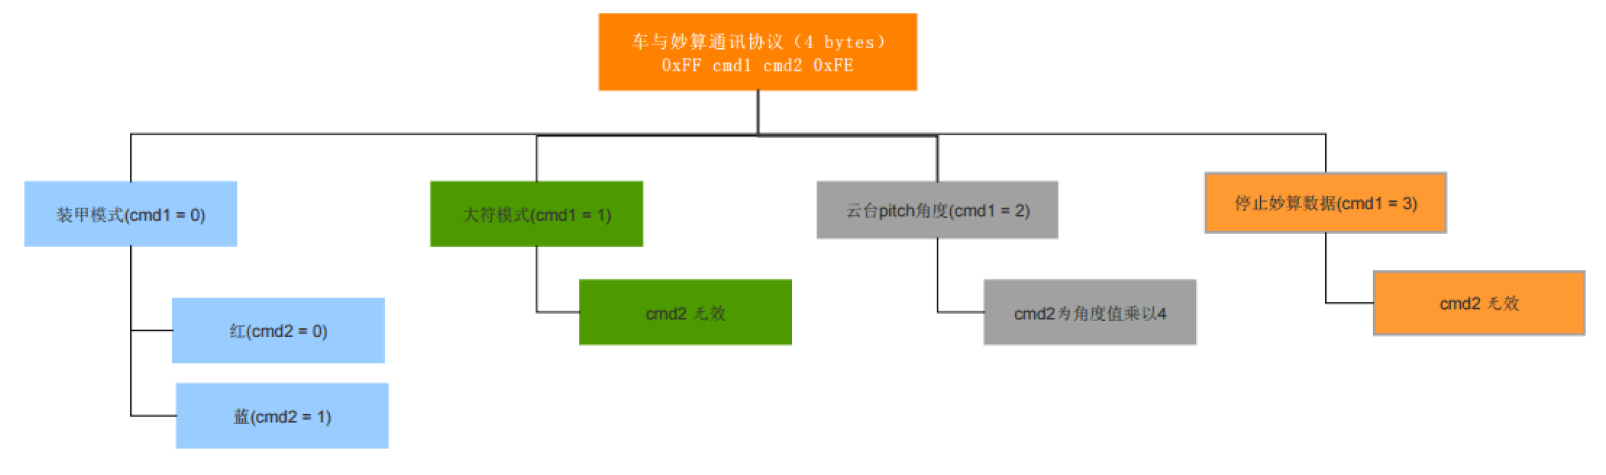 车与妙算通讯协议（4 bytes）
0xFF cmd1 cmd2 0xFE
装甲模式(cmd1 = 0)
大符模式(cmd1 = 1)
云台pitch角度(cmd1 = 2)
停止妙算数据(cmd1 = 3)
红(cmd2 = 0)
蓝(cmd2 = 1)
cmd2 无效
cmd2为角度值乘以4
cmd2 无效